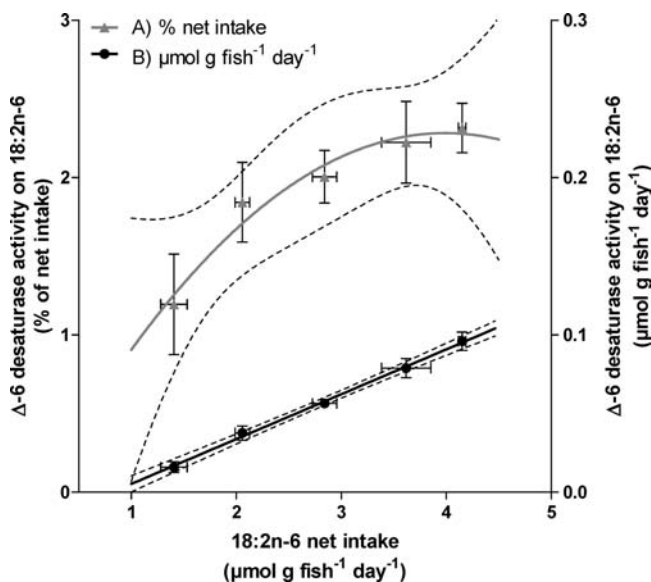 A) % net intake
B) µmol g fish⁻¹ day⁻¹
Δ-6 desaturase activity on 18:2n-6
(% of net intake)
3
2
1
0
0.3
0.2
0.1
0.0
Δ-6 desaturase activity on 18:2n-6
(µmol g fish⁻¹ day⁻¹)
1 2 3 4 5
18:2n-6 net intake
(µmol g fish⁻¹ day⁻¹)